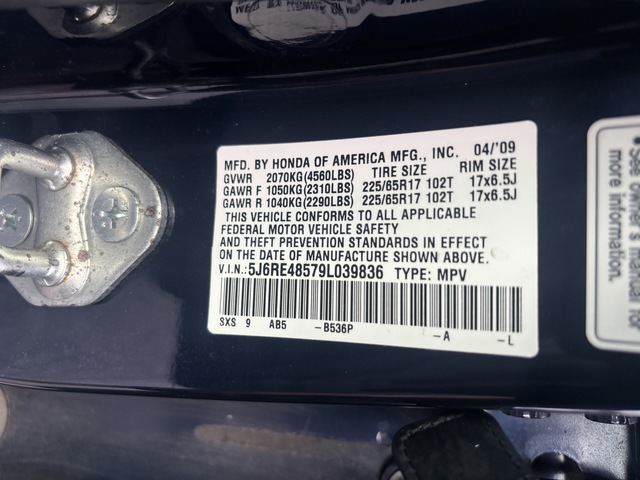 MFD. BY HONDA OF AMERICA MFG., INC. 04/'09
GVWR 2070KG(4560LBS) TIRE SIZE RIM SIZE
GAWR F 1050KG(2310LBS) 225/65R17 102T 17x6.5J
GAWR R 1040KG(2290LBS) 225/65R17 102T 17x6.5J
THIS VEHICLE CONFORMS TO ALL APPLICABLE
FEDERAL MOTOR VEHICLE SAFETY
AND THEFT PREVENTION STANDARDS IN EFFECT
ON THE DATE OF MANUFACTURE SHOWN ABOVE.
V.I.N.: 5J6RE48579L039836 TYPE: MPV
SXS 9 AB5 -B536P -A -L
• See
manual for
more
information.